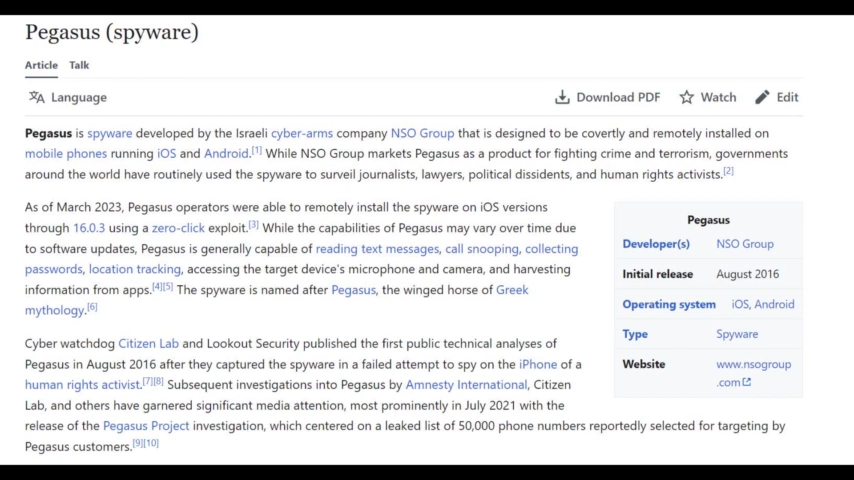 Pegasus (spyware)
Article Talk
Language
Download PDF Watch Edit
Pegasus is spyware developed by the Israeli cyber-arms company NSO Group that is designed to be covertly and remotely installed on
mobile phones running iOS and Android.[1] While NSO Group markets Pegasus as a product for fighting crime and terrorism, governments
around the world have routinely used the spyware to surveil journalists, lawyers, political dissidents, and human rights activists.[2]
As of March 2023, Pegasus operators were able to remotely install the spyware on iOS versions
through 16.0.3 using a zero-click exploit.[3] While the capabilities of Pegasus may vary over time due
to software updates, Pegasus is generally capable of reading text messages, call snooping, collecting
passwords, location tracking, accessing the target device's microphone and camera, and harvesting
information from apps.[4][5] The spyware is named after Pegasus, the winged horse of Greek
mythology.[6]
Pegasus
Developer(s) NSO Group
Initial release August 2016
Operating system iOS, Android
Type Spyware
Website www.nsogroup
.com
Cyber watchdog Citizen Lab and Lookout Security published the first public technical analyses of
Pegasus in August 2016 after they captured the spyware in a failed attempt to spy on the iPhone of a
human rights activist.[7][8] Subsequent investigations into Pegasus by Amnesty International, Citizen
Lab, and others have garnered significant media attention, most prominently in July 2021 with the
release of the Pegasus Project investigation, which centered on a leaked list of 50,000 phone numbers reportedly selected for targeting by
Pegasus customers.[9][10]